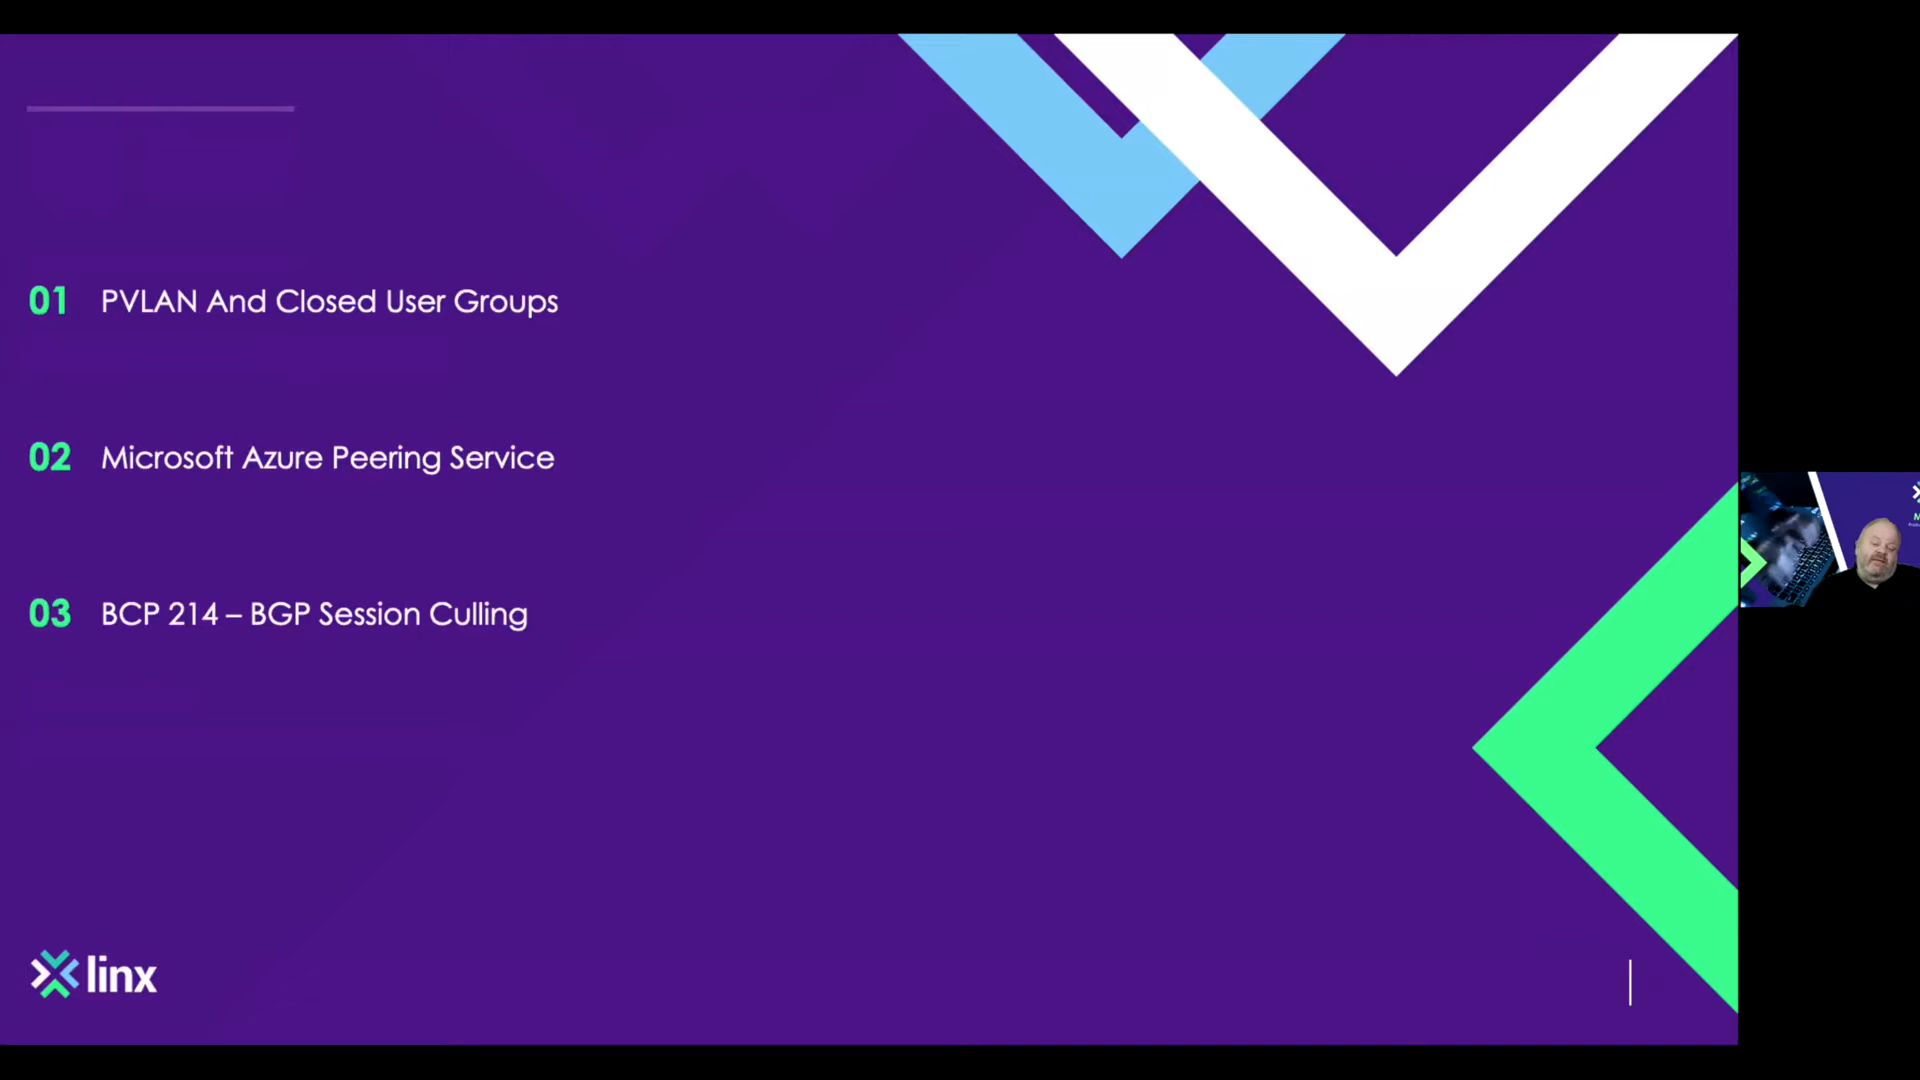 01 PVLAN And Closed User Groups
02 Microsoft Azure Peering Service
03 BCP 214 – BGP Session Culling
linx